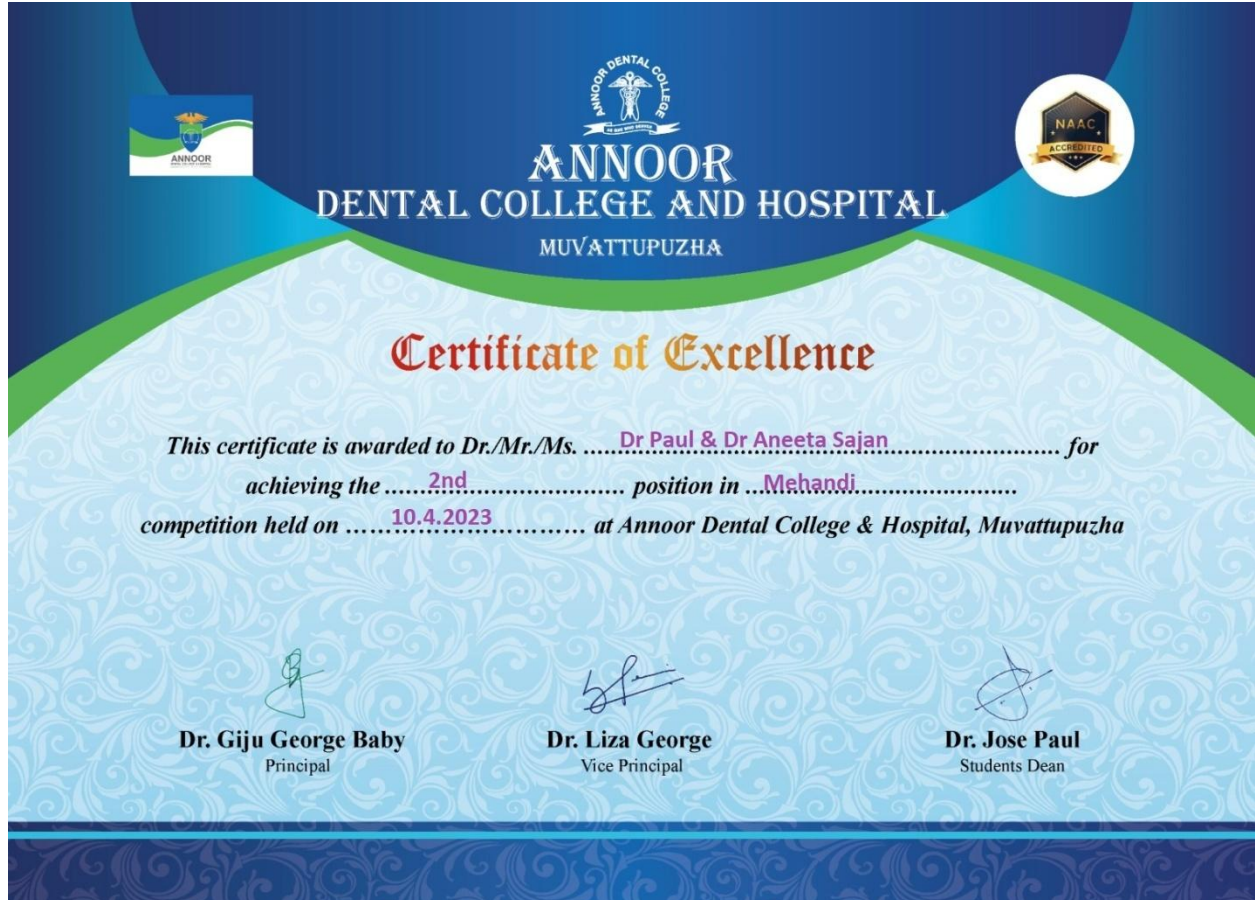 ANNOOR DENTAL COLLEGE
ANNOOR
NAAC
ACCREDITED
ANNOOR
DENTAL COLLEGE AND HOSPITAL
MUVATTUPUZHA
Certificate of Excellence
This certificate is awarded to Dr./Mr./Ms. ......Dr Paul & Dr Aneeta Sajan.............................. for
achieving the .......2nd........................ position in ...Mehandi.........................
competition held on .......10.4.2023............... at Annoor Dental College & Hospital, Muvattupuzha
Dr. Giju George Baby
Principal
Dr. Liza George
Vice Principal
Dr. Jose Paul
Students Dean